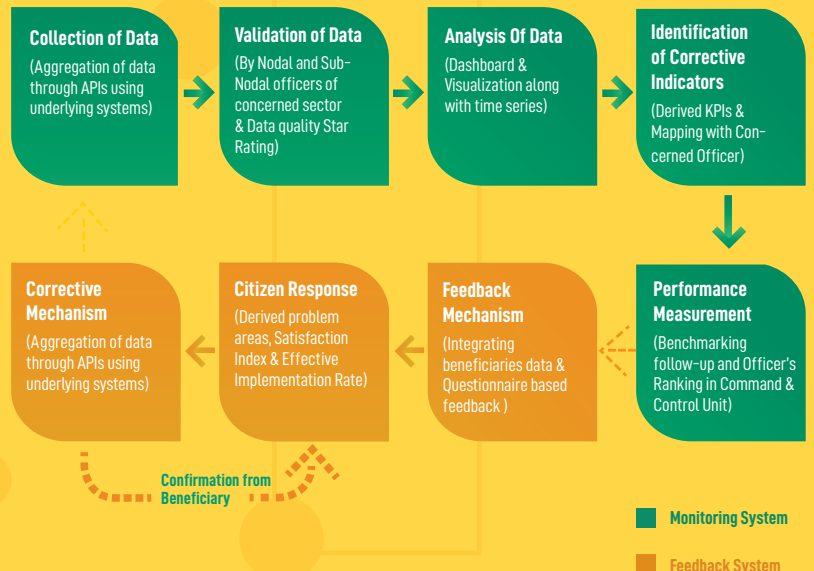 Collection of Data
(Aggregation of data
through APIs using
underlying systems)
Validation of Data
(By Nodal and Sub-
Nodal officers of
concerned sector
& Data quality Star
Rating)
Analysis Of Data
(Dashboard &
Visualization along
with time series)
Identification
of Corrective
Indicators
(Derived KPIs &
Mapping with Con-
cerned Officer)
Corrective
Mechanism
(Aggregation of data
through APIs using
underlying systems)
Citizen Response
(Derived problem
areas, Satisfaction
Index & Effective
Implementation Rate)
Feedback
Mechanism
(Integrating
beneficiaries data &
Questionnaire based
feedback )
Performance
Measurement
(Benchmarking
follow-up and Officer's
Ranking in Command &
Control Unit)
Confirmation from
Beneficiary
Monitoring System
Feedback System